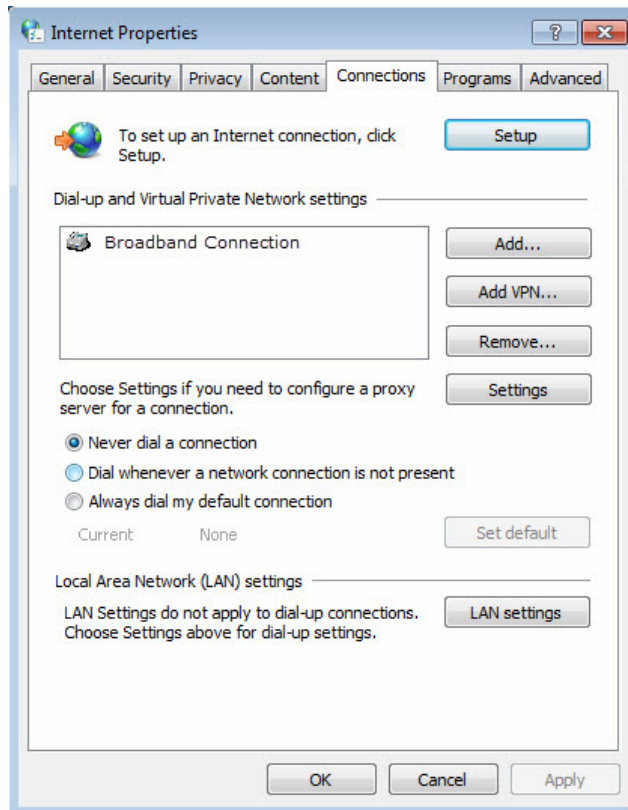 Internet Properties
General Security Privacy Content Connections Programs Advanced
To set up an Internet connection, click
Setup.
Setup
Dial-up and Virtual Private Network settings
Broadband Connection
Add...
Add VPN...
Remove...
Choose Settings if you need to configure a proxy
server for a connection.
Settings
Never dial a connection
Dial whenever a network connection is not present
Always dial my default connection
Current None
Set default
Local Area Network (LAN) settings
LAN Settings do not apply to dial-up connections.
Choose Settings above for dial-up settings.
LAN settings
OK Cancel Apply